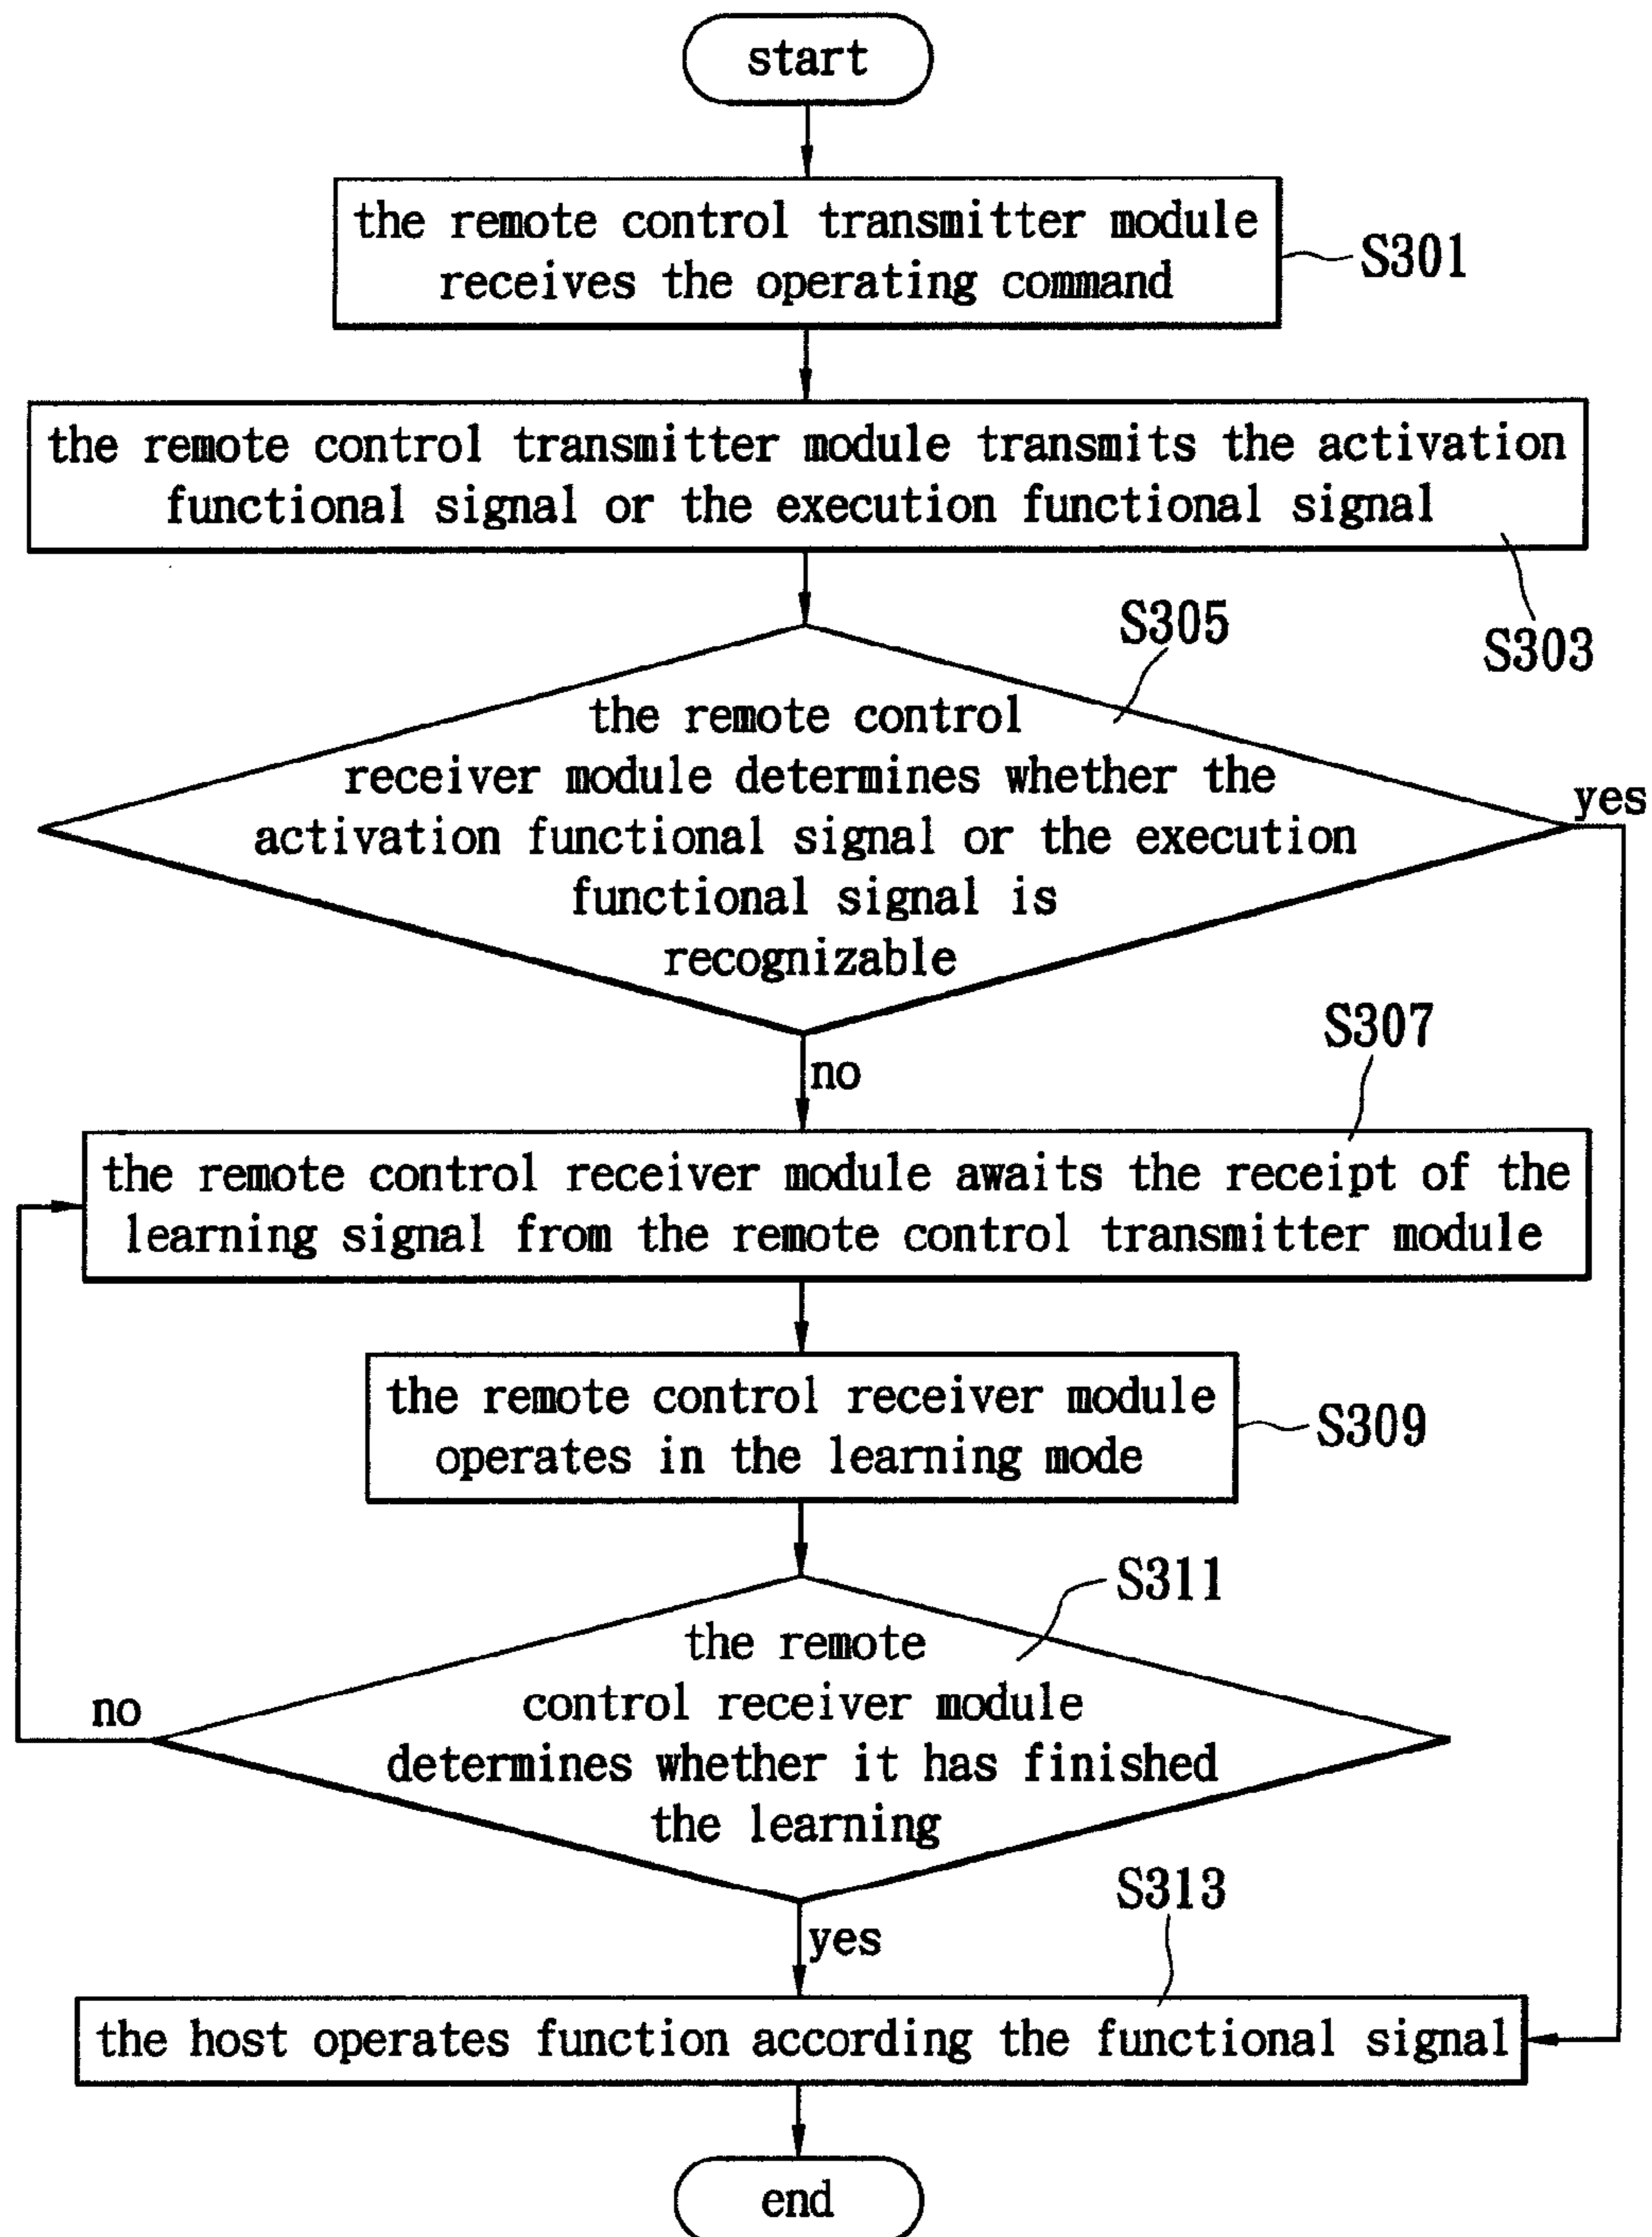 start
the remote control transmitter module
receives the operating command
S301
the remote control transmitter module transmits the activation
functional signal or the execution functional signal
S303
S305
the remote control
receiver module determines whether the
activation functional signal or the execution
functional signal is
recognizable
yes
no
S307
the remote control receiver module awaits the receipt of the
learning signal from the remote control transmitter module
the remote control receiver module
operates in the learning mode
S309
S311
the remote
control receiver module
determines whether it has finished
the learning
no
yes
S313
the host operates function according the functional signal
end